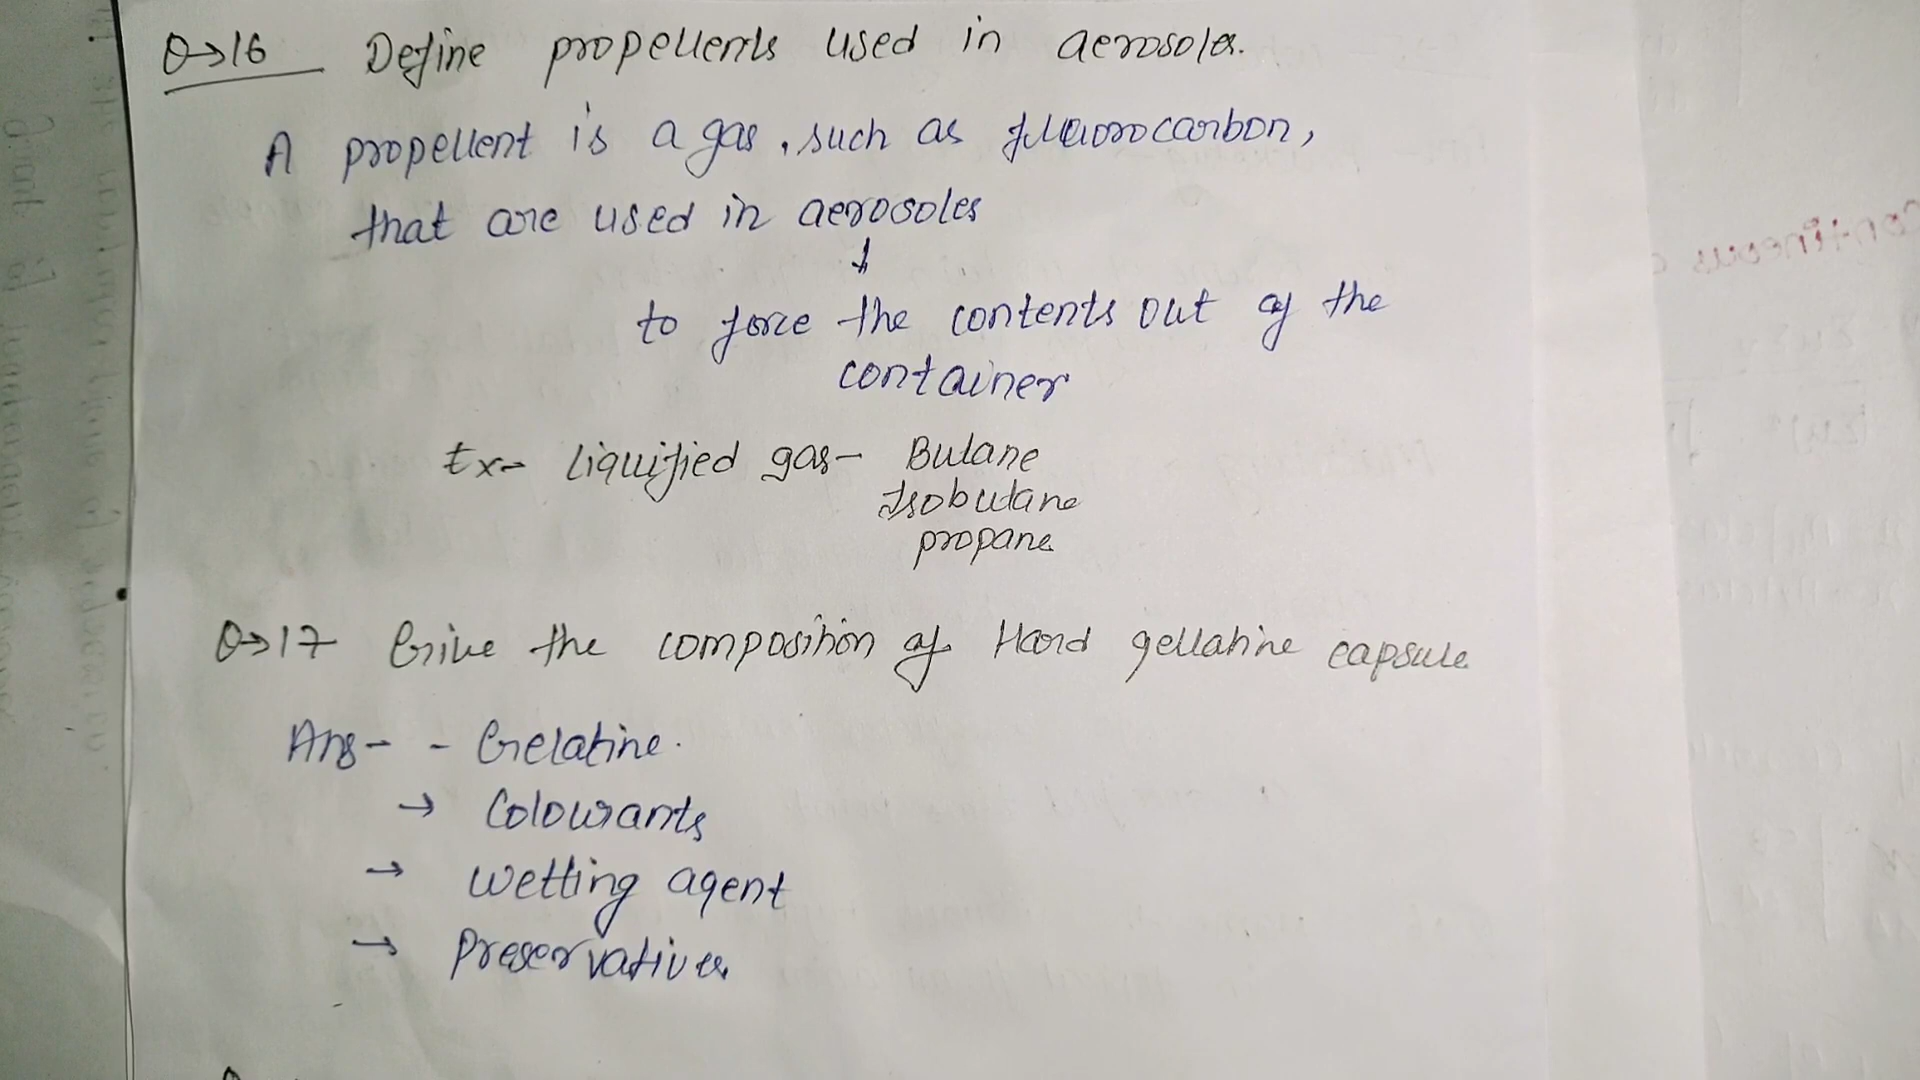 Q→16 Define propellents used in aerosoles.
A propellent is a gas, such as fluorocarbon,
that are used in aerosoles
↓
to force the contents out of the
container
Ex- liquified gas- Butane
Isobutane
propane
Q→17 Give the composition of Hard gellatine capsule
Ans- - Gelatine.
→ Colourants
→ wetting agent
→ Preservatives